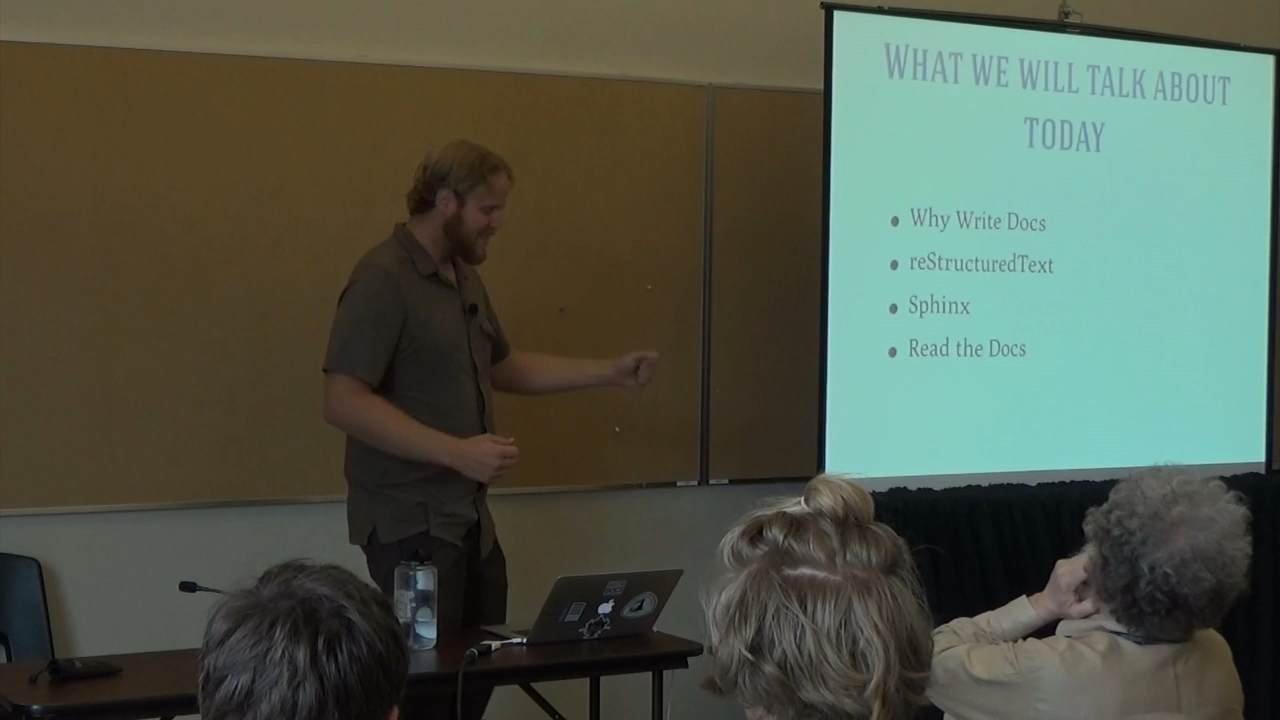 WHAT WE WILL TALK ABOUT
TODAY
• Why Write Docs
• reStructuredText
• Sphinx
• Read the Docs